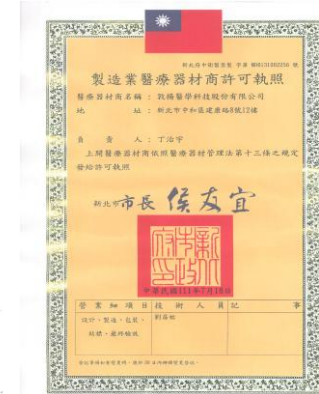 製造業醫療器材商許可執照
醫療器材商名稱：敦揚醫學科技股份有限公司
地址：新北市中和區建康路8號12樓
負責人：丁浩宇
上開醫療器材商依照醫療器材管理法第十三條之規定
發給許可執照
新北市市長 侯友宜
中華民國111年7月18日
營業項目 技術人員 記事
設計、製造、包裝、
貼標、最終驗放